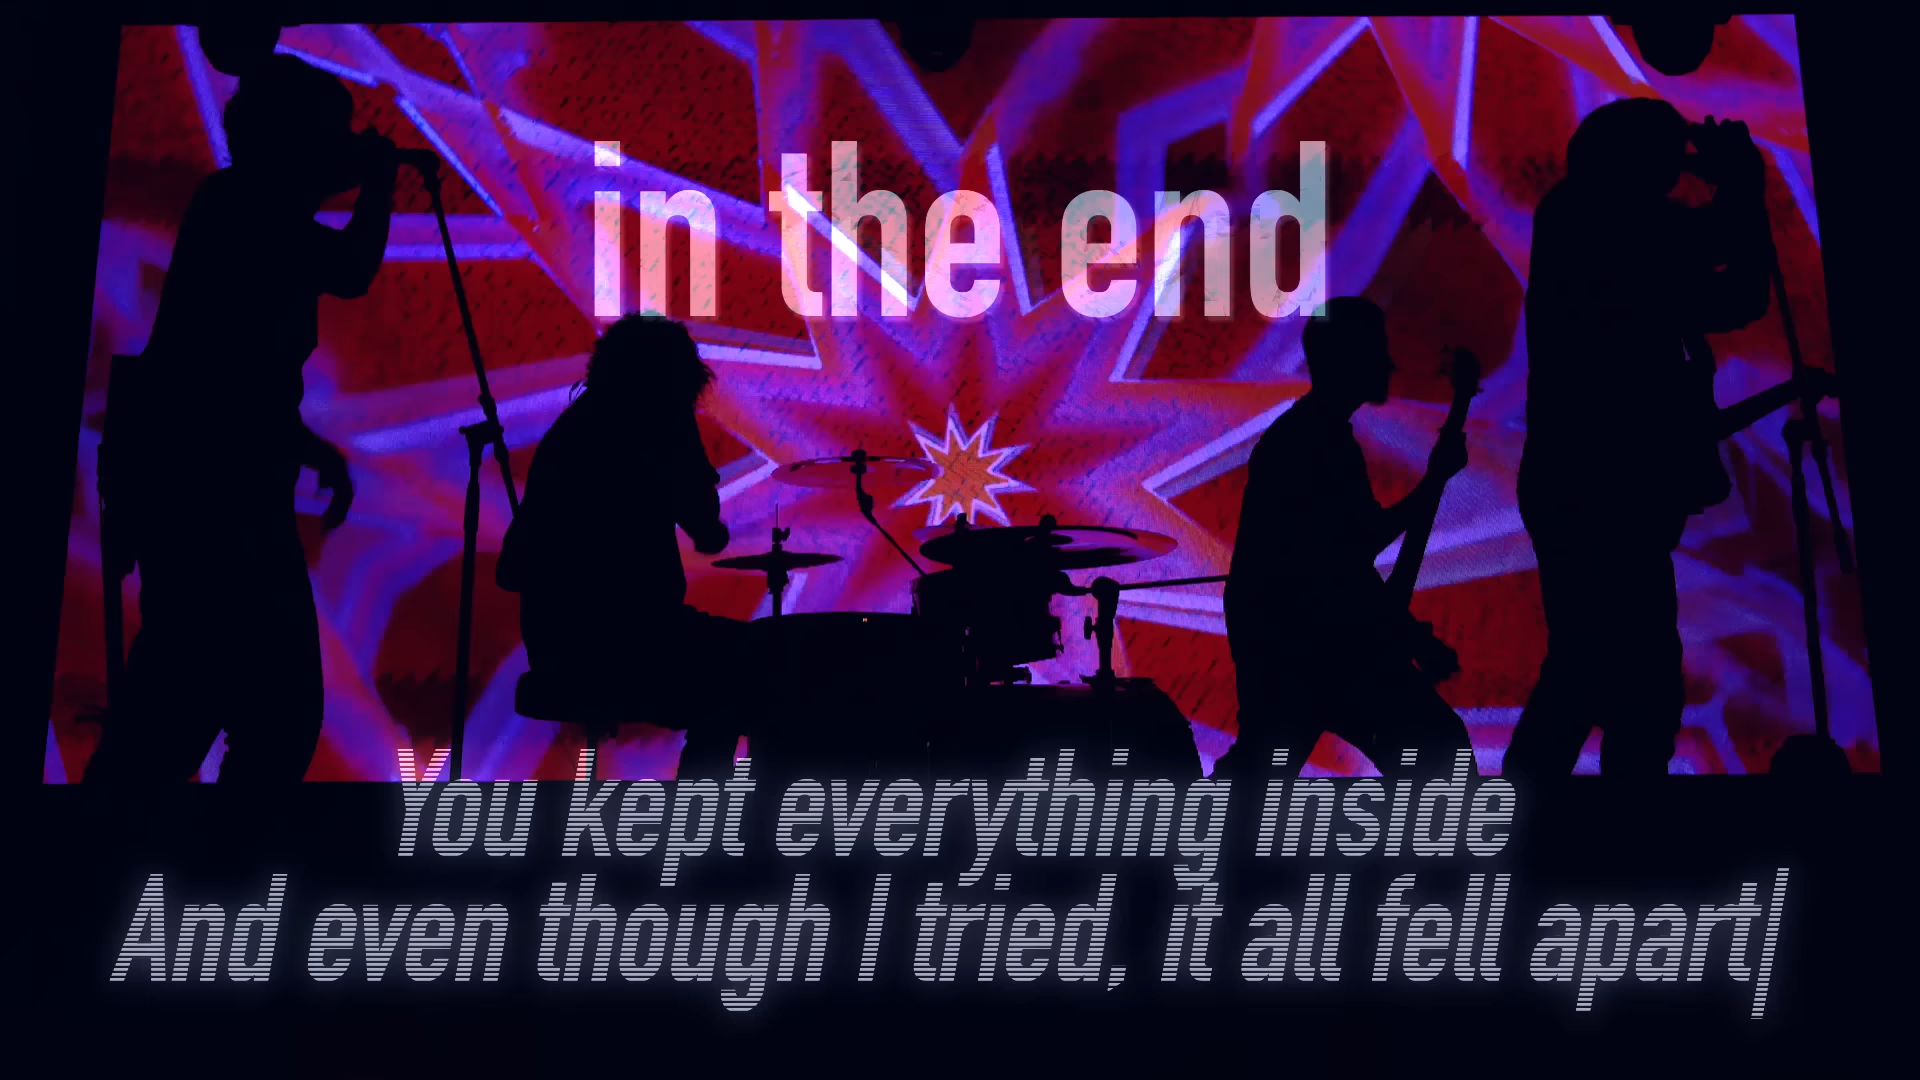 in the end
You kept everything inside
And even though I tried, it all fell apart